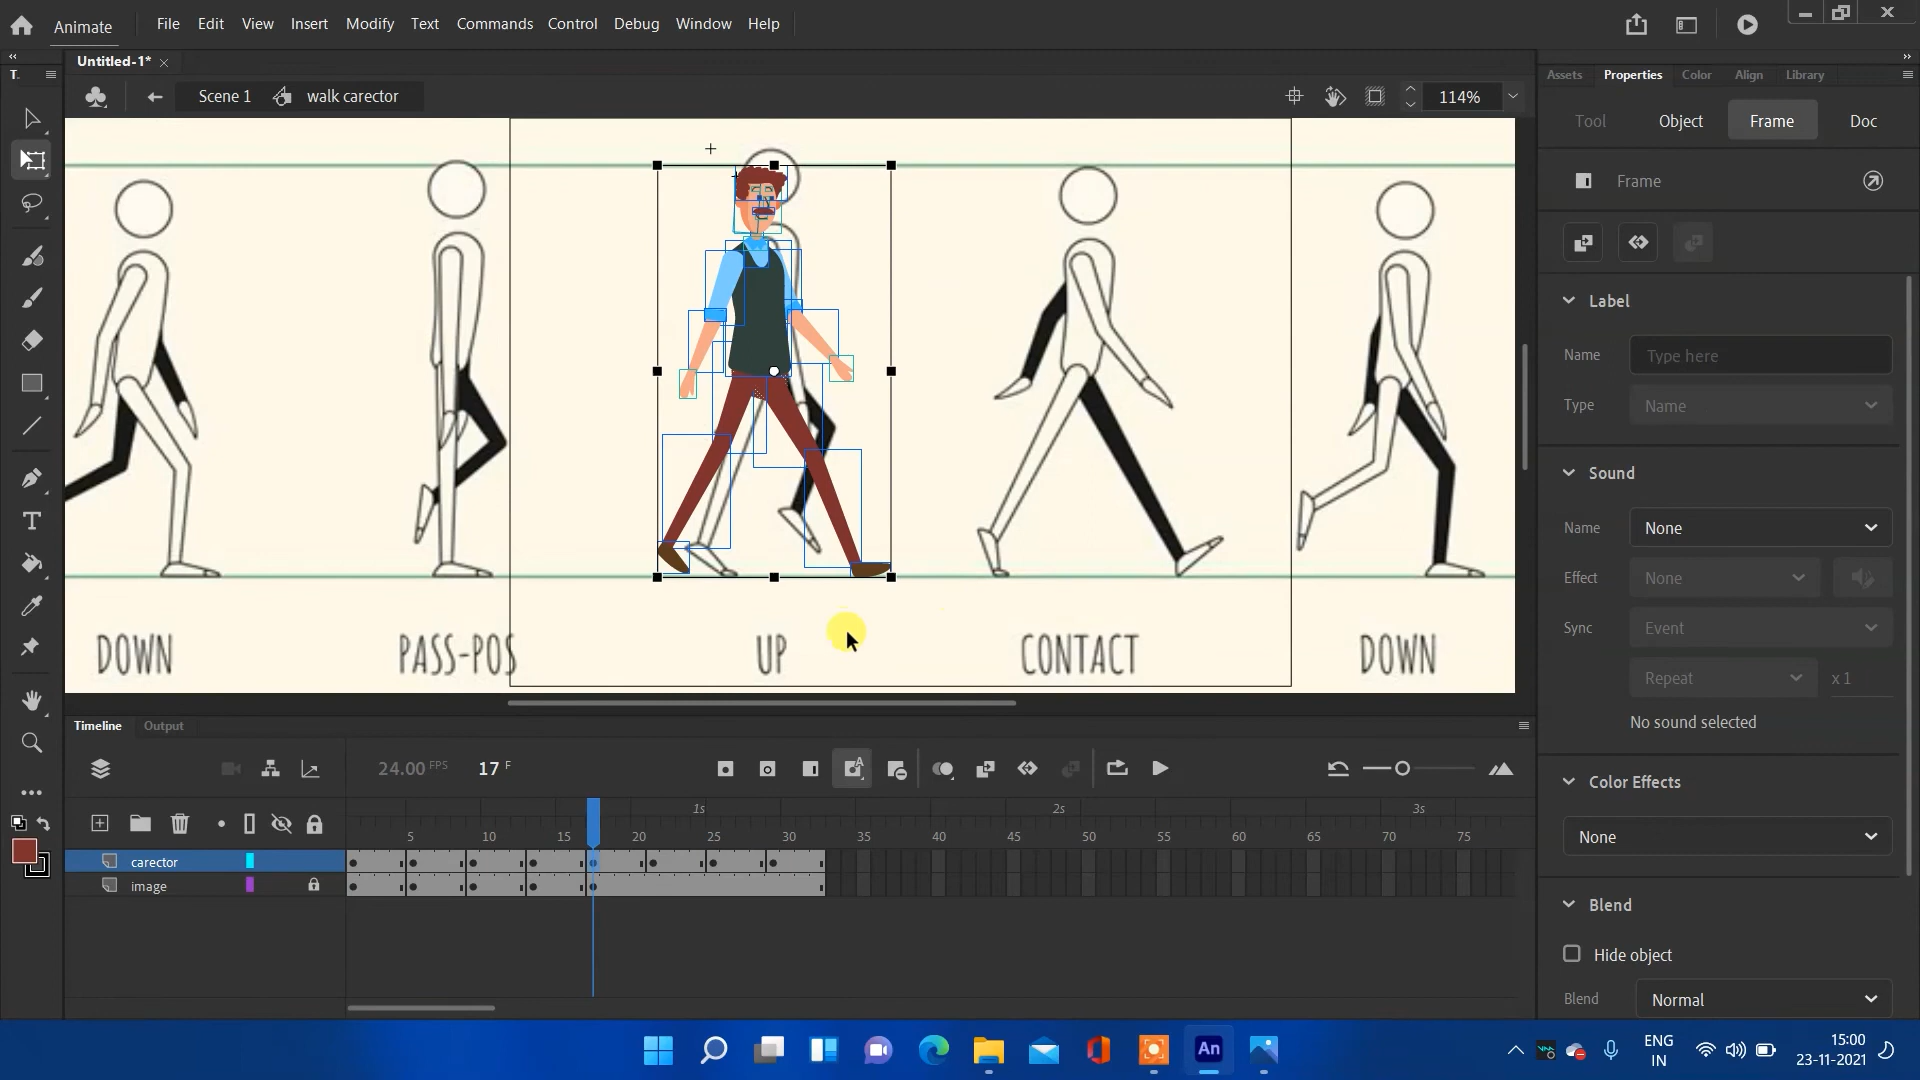 Animate File Edit View Insert Modify Text Commands Control Debug Window Help
Untitled-1*
T.
Scene 1 walk carector 114%
DOWN PASS-POS UP CONTACT DOWN
Assets Properties Color Align Library
Tool Object Frame Doc
Frame
Label
Name Type here
Type Name
Sound
Name None
Effect None
Sync Event
Repeat x 1
No sound selected
Color Effects
None
Blend
Hide object
Blend Normal
Timeline Output
24.00 FPS 17 F
1s 2s 3s
5 10 15 20 25 30 35 40 45 50 55 60 65 70 75
carector
image
An
ENG
IN
15:00
23-11-2021